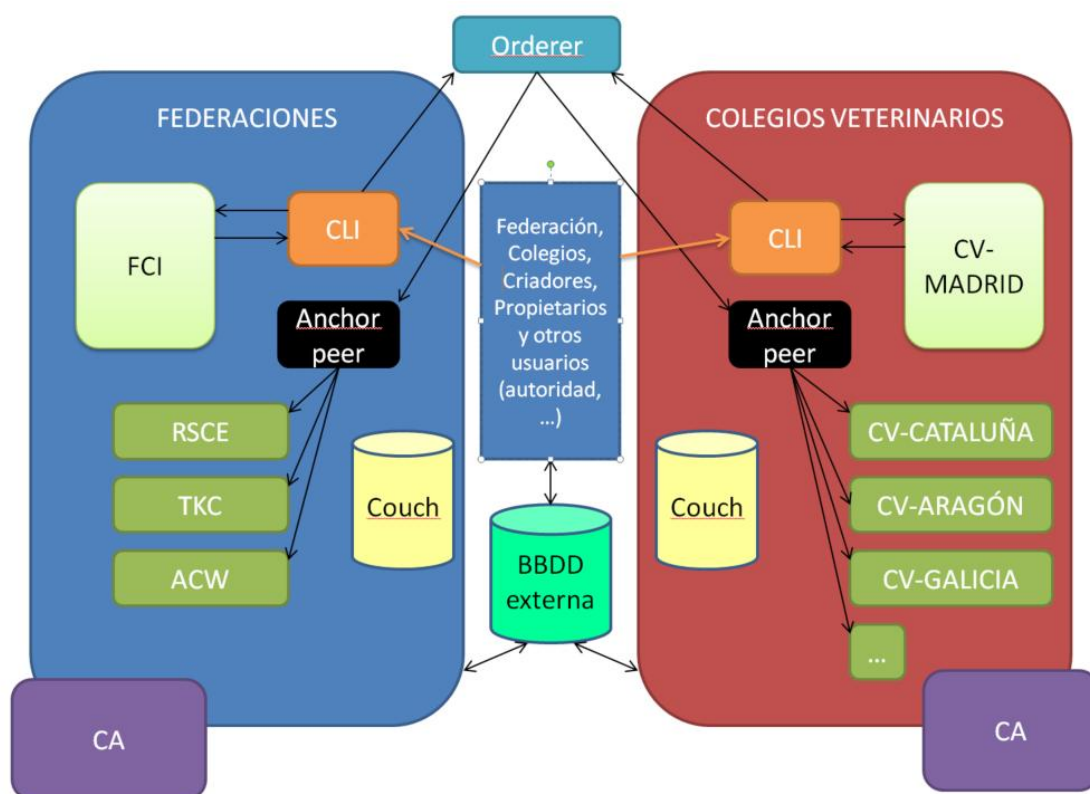 Orderer
FEDERACIONES
COLEGIOS VETERINARIOS
FCI
CLI
Federación,
Colegios,
Criadores,
Propietarios
y otros
usuarios
(autoridad,
...)
CLI
CV-
MADRID
Anchor
peer
Anchor
peer
RSCE
TKC
ACW
Couch
BBDD
externa
Couch
CV-CATALUÑA
CV-ARAGÓN
CV-GALICIA
...
CA
CA